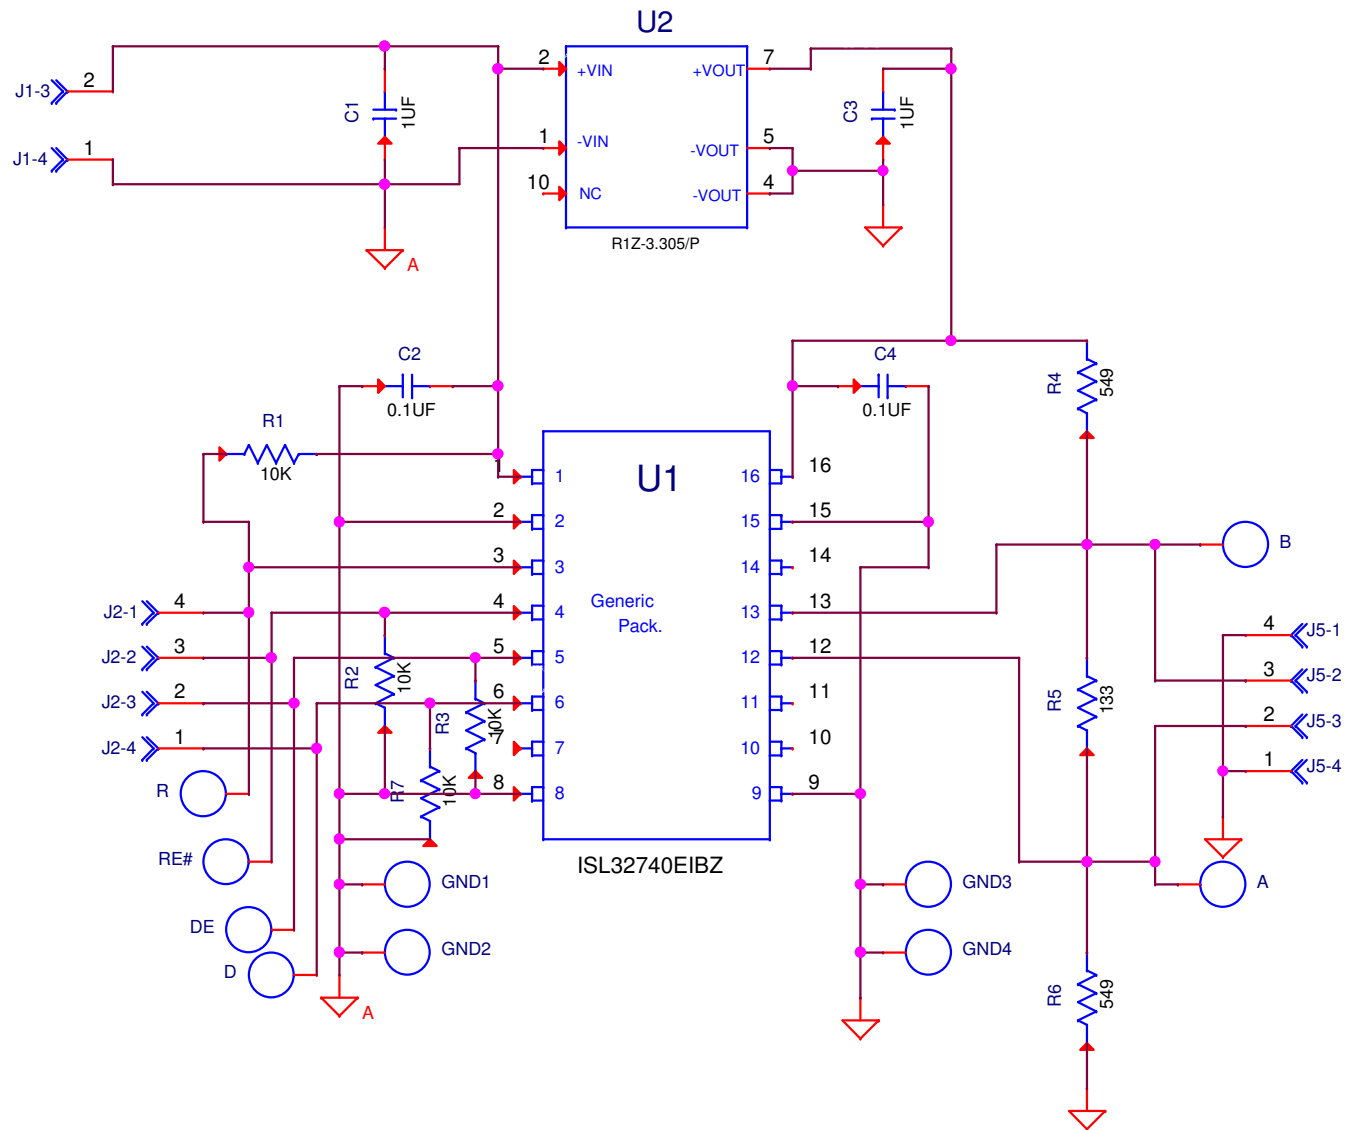 U2
J1-3
2
C1
1UF
2
+VIN
+VOUT
7
C3
1UF
J1-4
1
1
-VIN
-VOUT
5
10
NC
-VOUT
4
R1Z-3.305/P
A
C2
0.1UF
C4
0.1UF
R4
549
R1
10K
U1
1
1
16
16
2
2
15
15
3
3
14
14
J2-1
4
4
4
Generic
Pack.
13
13
J2-2
3
5
5
12
12
J2-3
2
6
6
11
11
J2-4
1
7
7
10
10
8
8
9
9
R2
10K
R3
10K
R7
10K
R5
133
B
4
J5-1
3
J5-2
2
J5-3
1
J5-4
R
RE#
DE
D
ISL32740EIBZ
GND1
GND2
GND3
GND4
A
A
R6
549